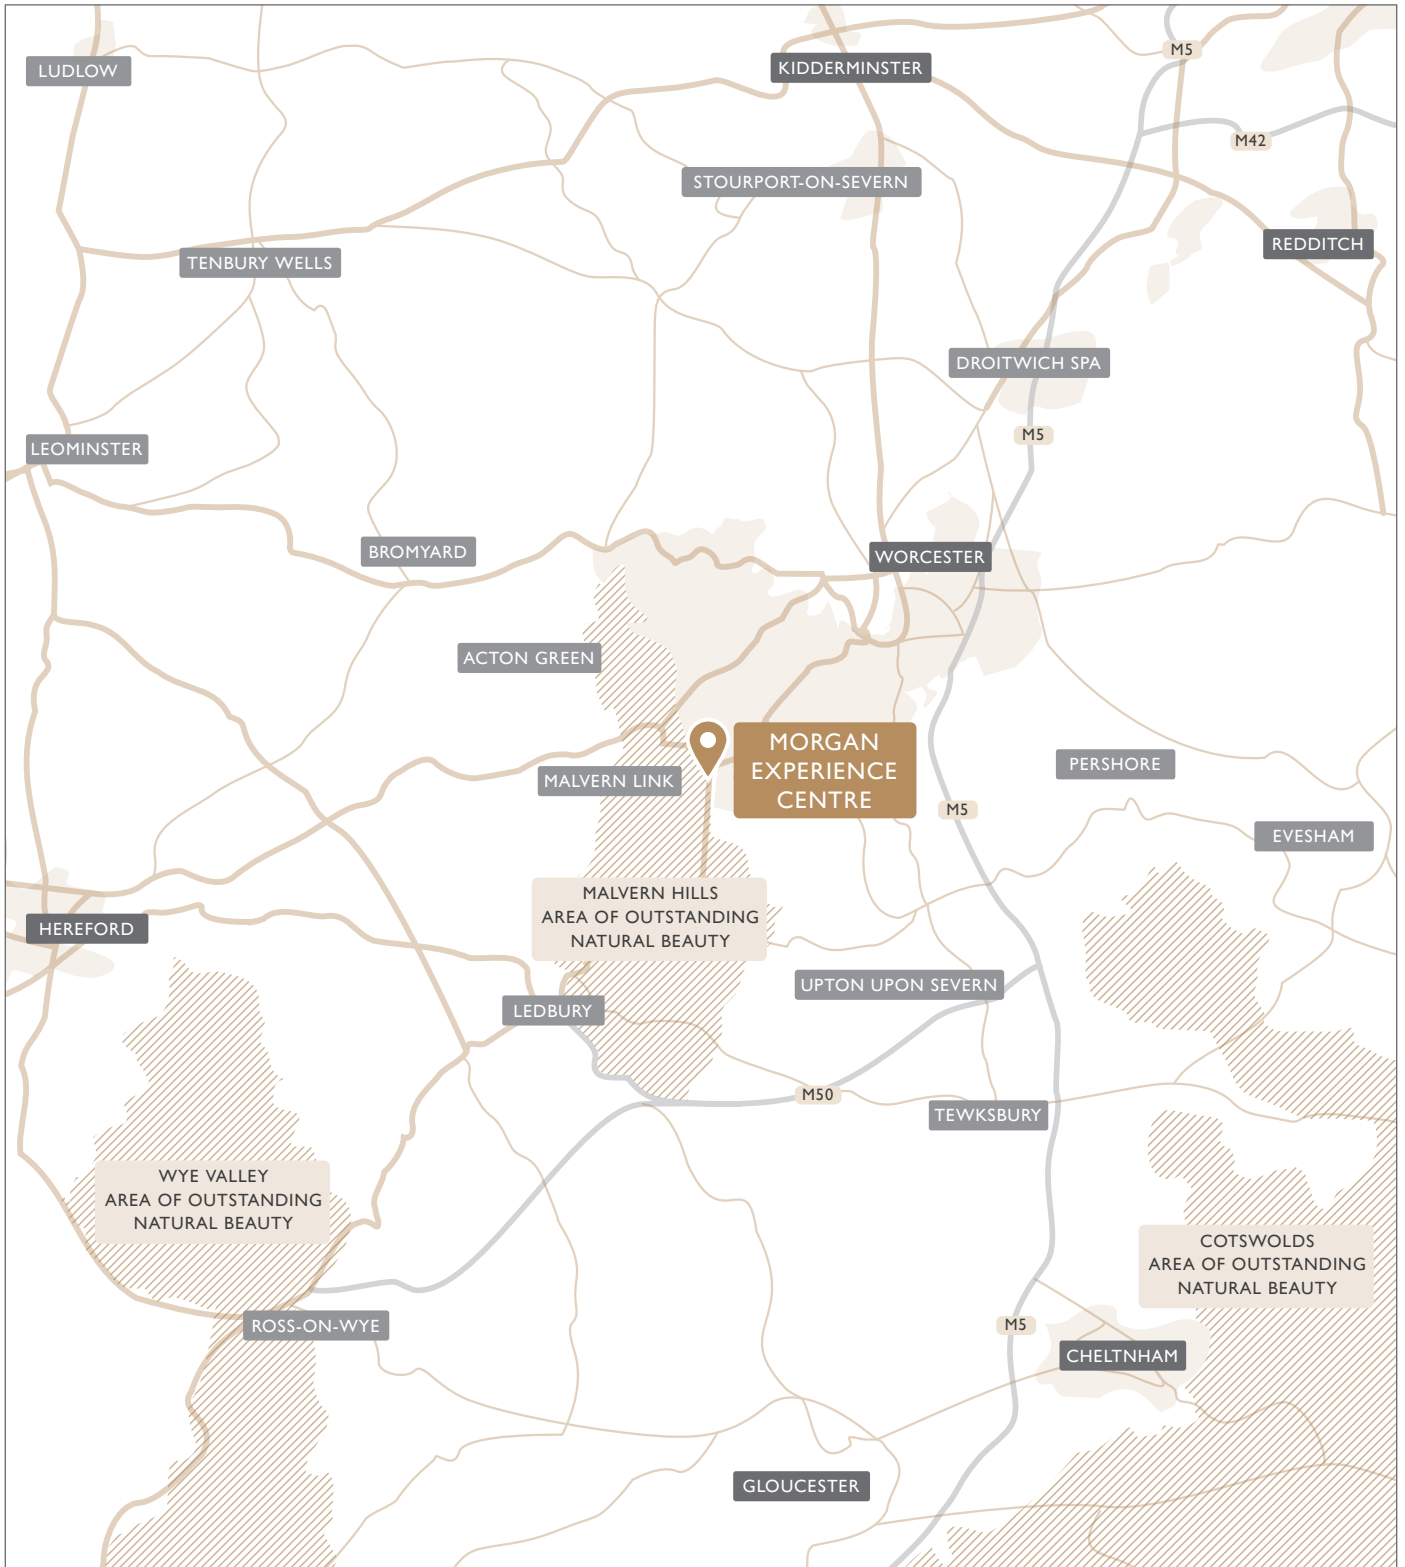 M5
KIDDERMINSTER
LUDLOW
M42
STOURPORT-ON-SEVERN
REDDITCH
TENBURY WELLS
DROITWICH SPA
M5
LEOMINSTER
BROMYARD
WORCESTER
ACTON GREEN
MORGAN
EXPERIENCE
CENTRE
PERSHORE
MALVERN LINK
M5
EVESHAM
MALVERN HILLS
AREA OF OUTSTANDING
NATURAL BEAUTY
HEREFORD
UPTON UPON SEVERN
LEDBURY
M50
TEWKSBURY
WYE VALLEY
AREA OF OUTSTANDING
NATURAL BEAUTY
COTSWOLDS
AREA OF OUTSTANDING
NATURAL BEAUTY
ROSS-ON-WYE
M5
CHELTNHAM
GLOUCESTER